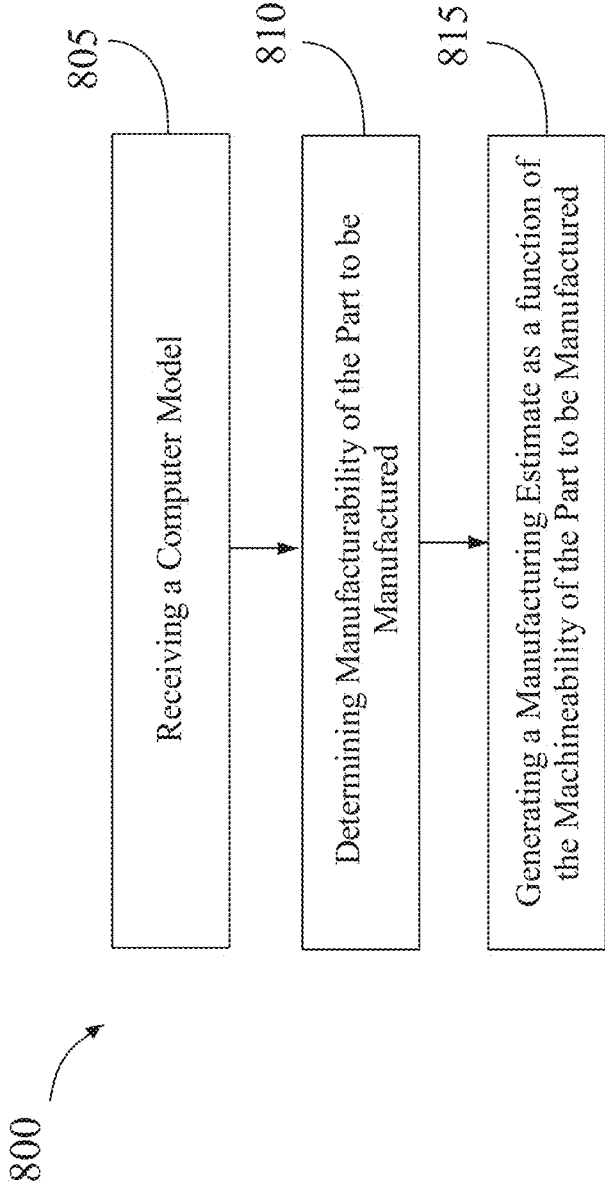 800
805
Receiving a Computer Model
810
Determining Manufacturability of the Part to be
Manufactured
815
Generating a Manufacturing Estimate as a function of
the Machineability of the Part to be Manufactured